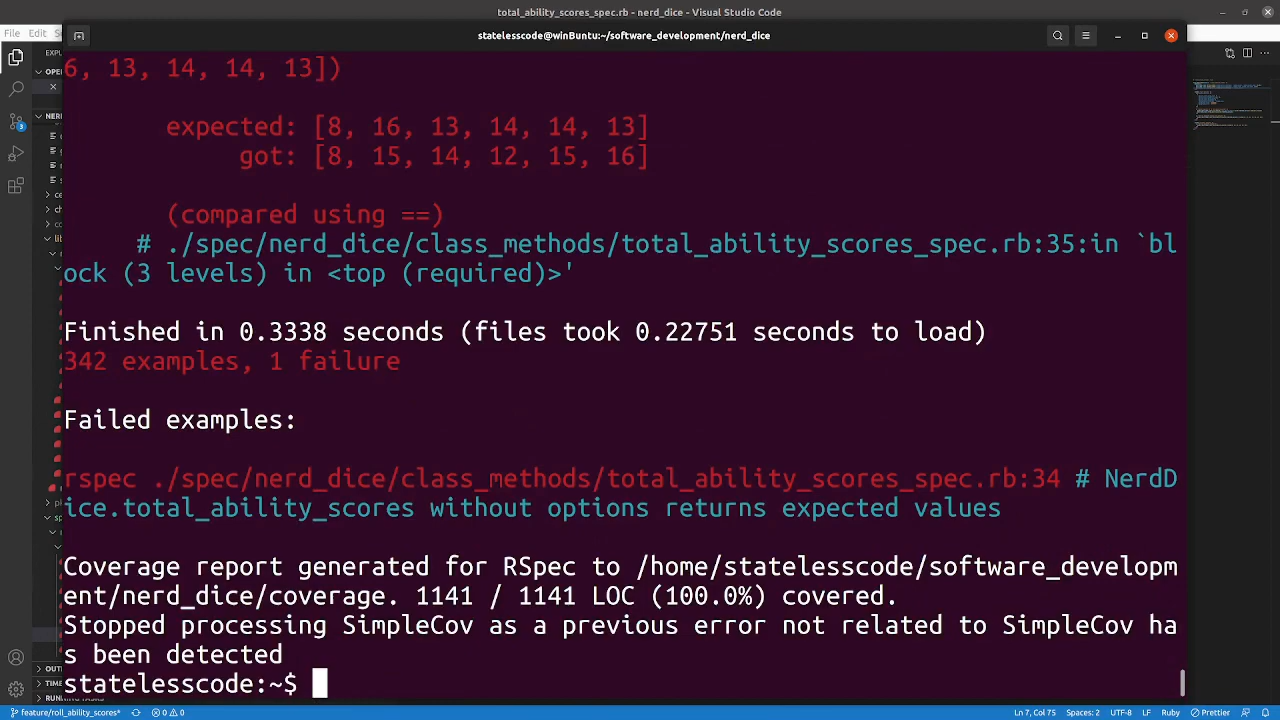 total_ability_scores_spec.rb - nerd_dice - Visual Studio Code
File Edit
statelesscode@winBuntu:~/software_development/nerd_dice
6, 13, 14, 14, 13])
expected: [8, 16, 13, 14, 14, 13]
got: [8, 15, 14, 12, 15, 16]
(compared using ==)
# ./spec/nerd_dice/class_methods/total_ability_scores_spec.rb:35:in `bl
ock (3 levels) in <top (required)>'
Finished in 0.3338 seconds (files took 0.22751 seconds to load)
342 examples, 1 failure
Failed examples:
rspec ./spec/nerd_dice/class_methods/total_ability_scores_spec.rb:34 # NerdD
ice.total_ability_scores without options returns expected values
Coverage report generated for RSpec to /home/statelesscode/software_developm
ent/nerd_dice/coverage. 1141 / 1141 LOC (100.0%) covered.
Stopped processing SimpleCov as a previous error not related to SimpleCov ha
s been detected
statelesscode:~$
feature/roll_ability_scores* 0 0 Ln 7, Col 75 Spaces: 2 UTF-8 LF Ruby Prettier